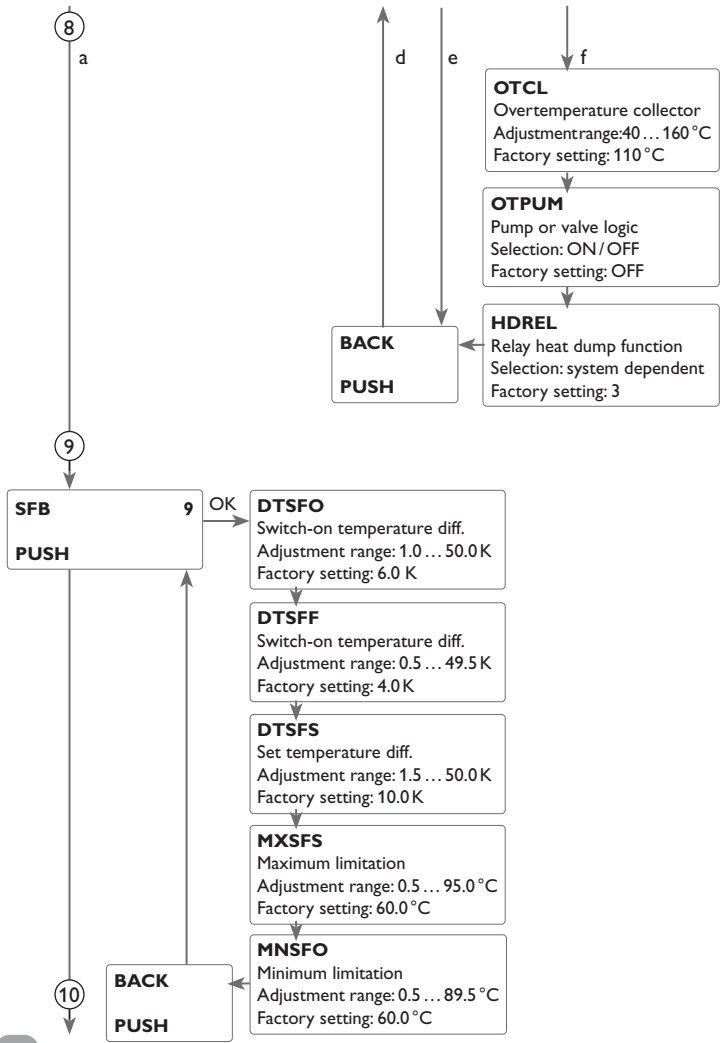 8
a
d
e
f
OTCL
Overtemperature collector
Adjustmentrange:40 … 160 °C
Factory setting: 110 °C
OTPUM
Pump or valve logic
Selection: ON / OFF
Factory setting: OFF
HDREL
Relay heat dump function
Selection: system dependent
Factory setting: 3
BACK
PUSH
9
SFB 9
PUSH
OK
DTSFO
Switch-on temperature diff.
Adjustment range: 1.0 … 50.0 K
Factory setting: 6.0 K
DTSFF
Switch-on temperature diff.
Adjustment range: 0.5 … 49.5 K
Factory setting: 4.0 K
DTSFS
Set temperature diff.
Adjustment range: 1.5 … 50.0 K
Factory setting: 10.0 K
MXSFS
Maximum limitation
Adjustment range: 0.5 … 95.0 °C
Factory setting: 60.0 °C
MNSFO
Minimum limitation
Adjustment range: 0.5 … 89.5 °C
Factory setting: 60.0 °C
BACK
PUSH
10